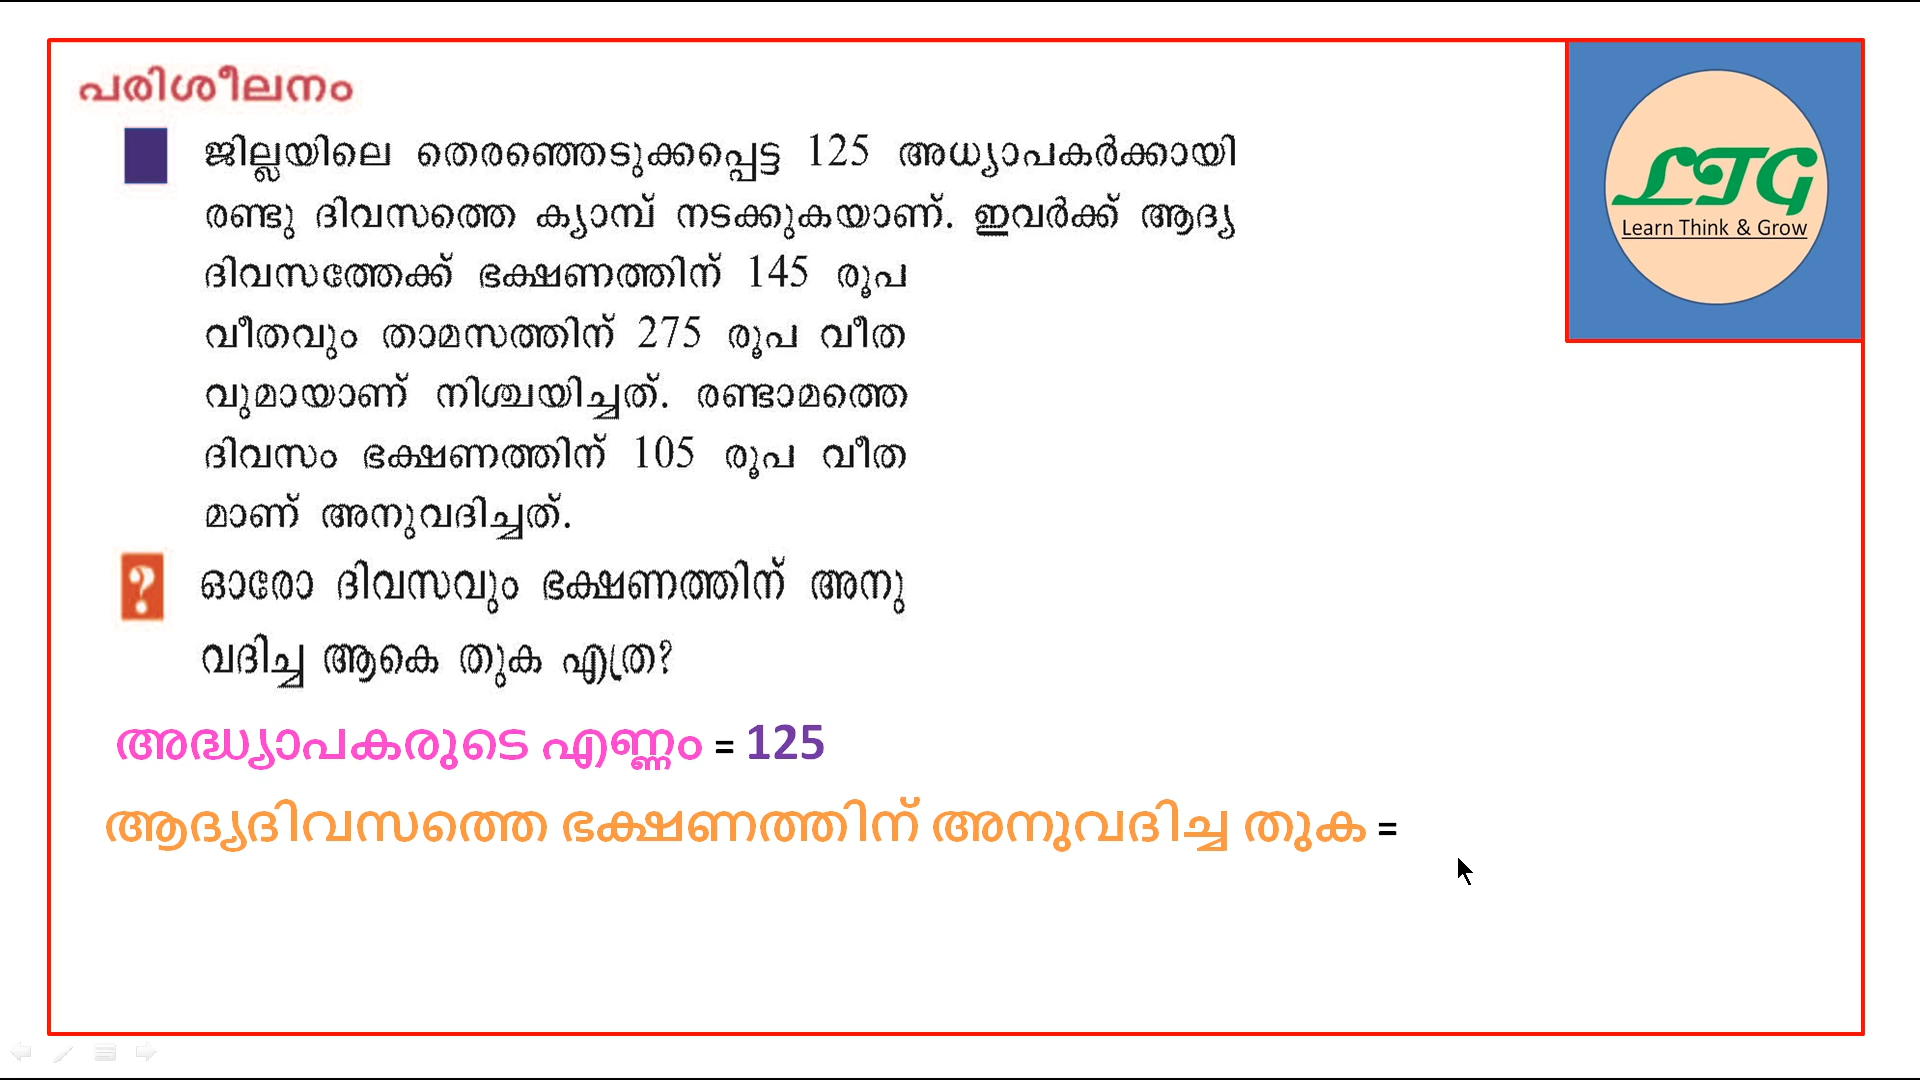 പരിശീലനം
ജില്ലയിലെ തെരഞ്ഞെടുക്കപ്പെട്ട 125 അധ്യാപകർക്കായി
രണ്ടു ദിവസത്തെ ക്യാമ്പ് നടക്കുകയാണ്. ഇവർക്ക് ആദ്യ
ദിവസത്തേക്ക് ഭക്ഷണത്തിന് 145 രൂപ
വീതവും താമസത്തിന് 275 രൂപ വീത
വുമായാണ് നിശ്ചയിച്ചത്. രണ്ടാമത്തെ
ദിവസം ഭക്ഷണത്തിന് 105 രൂപ വീത
മാണ് അനുവദിച്ചത്.
?
ഓരോ ദിവസവും ഭക്ഷണത്തിന് അനു
വദിച്ച ആകെ തുക എത്ര?
അദ്ധ്യാപകരുടെ എണ്ണം = 125
ആദ്യദിവസത്തെ ഭക്ഷണത്തിന് അനുവദിച്ച തുക =
LTG
Learn Think & Grow